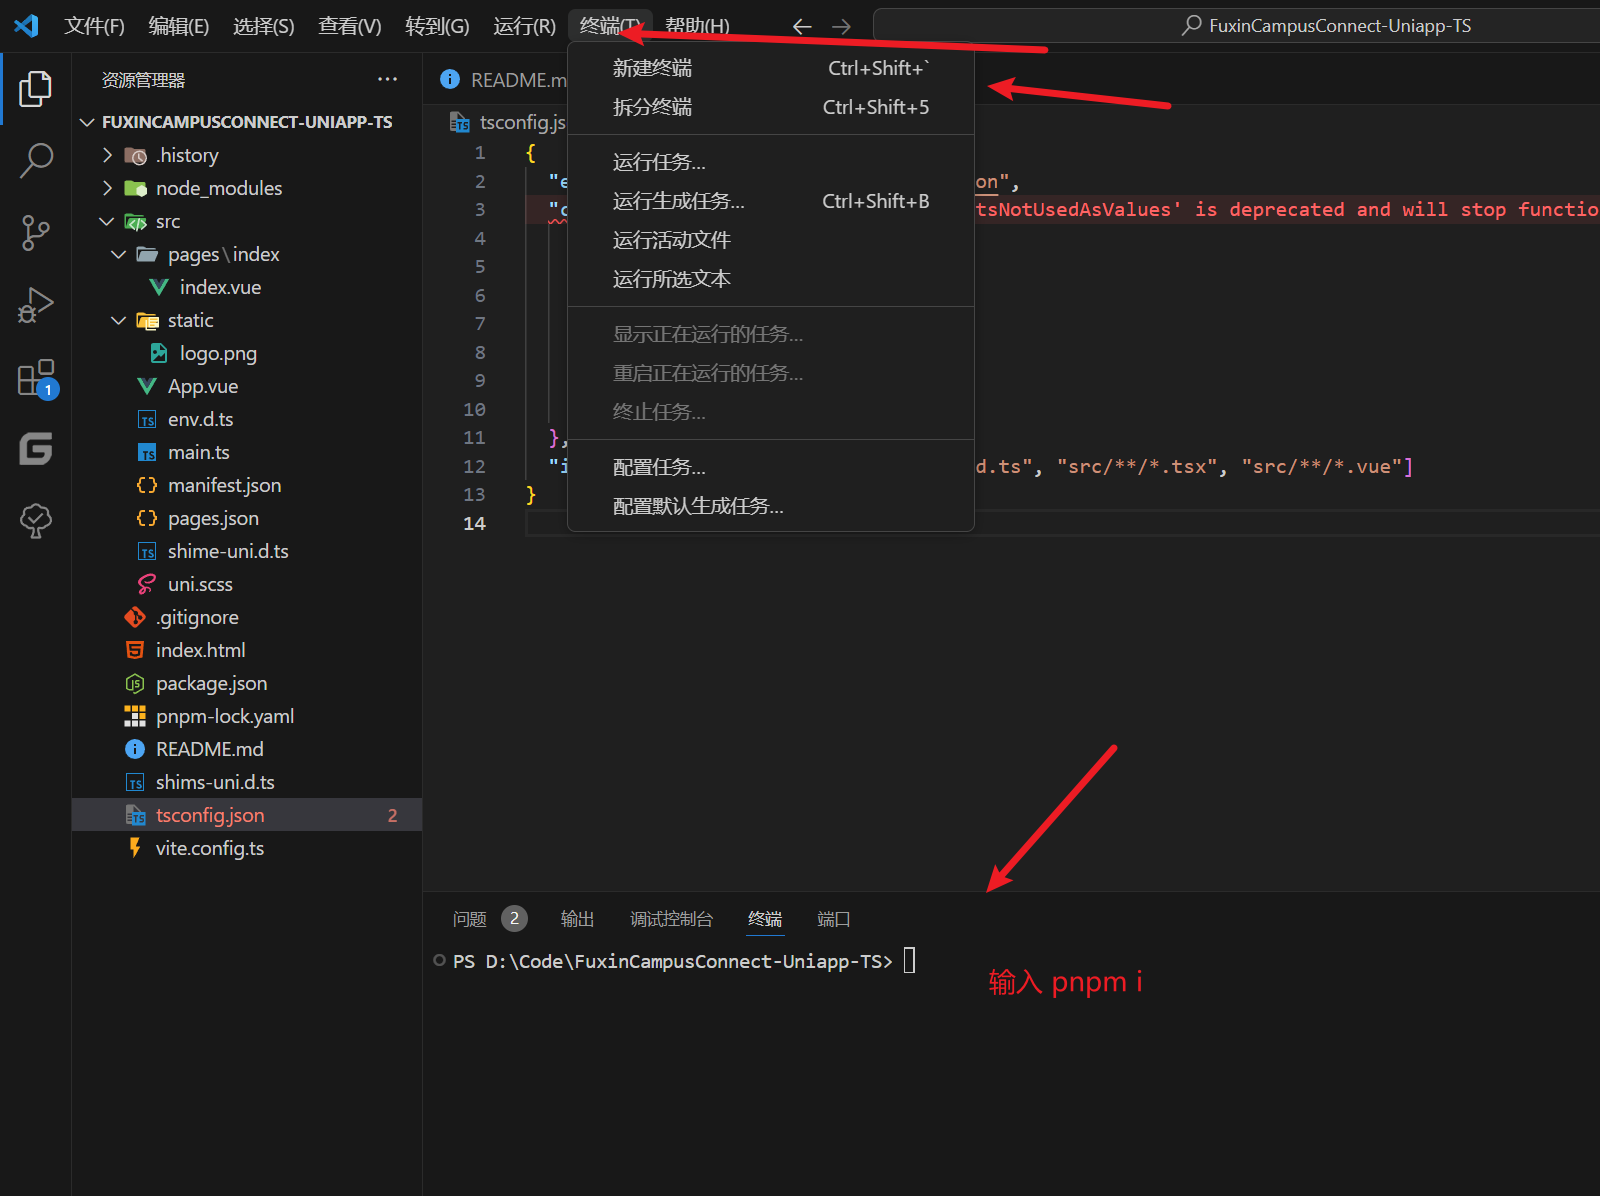 文件(F) 编辑(E) 选择(S) 查看(V) 转到(G) 运行(R) 终端(T) 帮助(H) FuxinCampusConnect-Uniapp-TS
资源管理器 ···
FUXINCAMPUSCONNECT-UNIAPP-TS
.history
node_modules
src
pages\index
index.vue
static
logo.png
App.vue
env.d.ts
main.ts
manifest.json
pages.json
shime-uni.d.ts
uni.scss
.gitignore
index.html
package.json
pnpm-lock.yaml
README.md
shims-uni.d.ts
tsconfig.json 2
vite.config.ts
1
README.m
tsconfig.js
新建终端 Ctrl+Shift+`
拆分终端 Ctrl+Shift+5
运行任务...
运行生成任务... Ctrl+Shift+B
运行活动文件
运行所选文本
显示正在运行的任务...
重启正在运行的任务...
终止任务...
配置任务...
配置默认生成任务...
1 {
2 "e on",
3 "c tsNotUsedAsValues' is deprecated and will stop functio
4
5
6
7
8
9
10
11 },
12 "i d.ts", "src/**/*.tsx", "src/**/*.vue"]
13 }
14
问题 2 输出 调试控制台 终端 端口
PS D:\Code\FuxinCampusConnect-Uniapp-TS>
输入 pnpm i